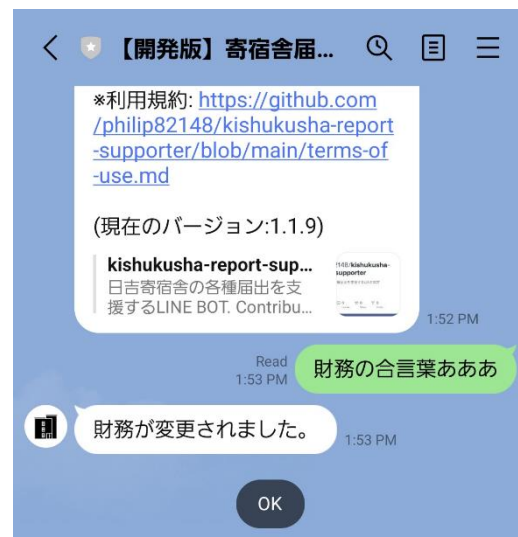 【開発版】寄宿舎届...
*利用規約: https://github.com
/philip82148/kishukusha-report
-supporter/blob/main/terms-of
-use.md
(現在のバージョン:1.1.9)
kishukusha-report-sup...
日吉寄宿舎の各種届出を支
援するLINE BOT. Contribu...
1:52 PM
Read
1:53 PM
財務の合言葉あああ
財務が変更されました。
1:53 PM
OK